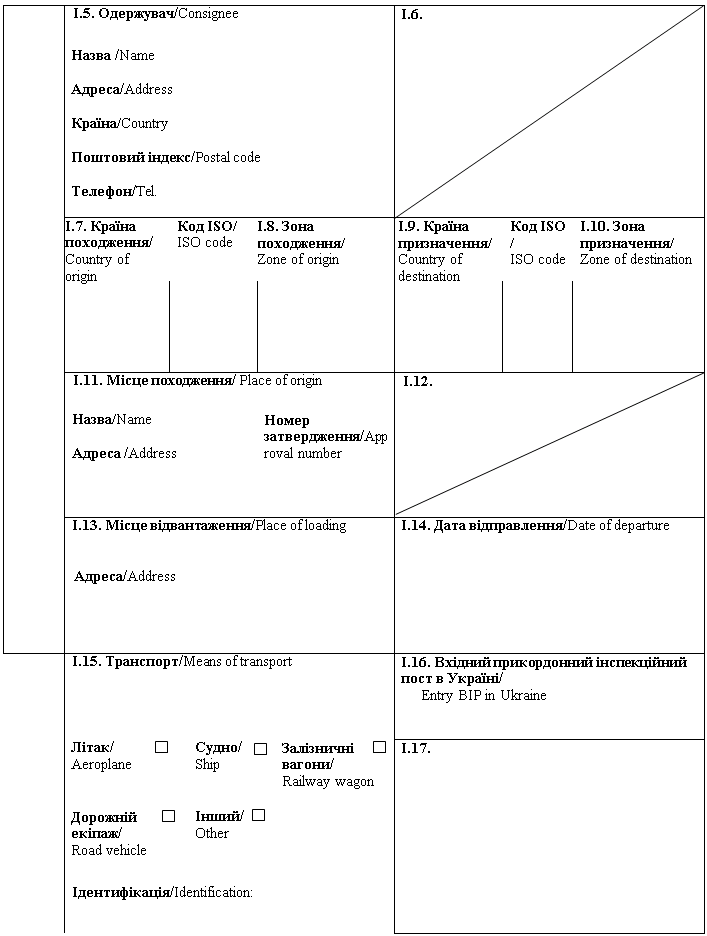 I.5. Одержувач/Consignee
Назва /Name
Адреса/Address
Країна/Country
Поштовий індекс/Postal code
Телефон/Tel.
I.6.
I.7. Країна
походження/
Country of
origin
Код ISO/
ISO code
I.8. Зона
походження/
Zone of origin
I.9. Країна
призначення/
Country of
destination
Код ISO
/
ISO code
I.10. Зона
призначення/
Zone of destination
I.11. Місце походження/ Place of origin
Назва/Name
Адреса /Address
Номер
затвердження/App
roval number
I.12.
I.13. Місце відвантаження/Place of loading
Адреса/Address
I.14. Дата відправлення/Date of departure
I.15. Транспорт/Means of transport
Літак/
Aeroplane
Судно/
Ship
Залізничні
вагони/
Railway wagon
Дорожній
екіпаж/
Road vehicle
Інший/
Other
Ідентифікація/Identification:
I.16. Вхідний прикордонний інспекційний
пост в Україні/
Entry BIP in Ukraine
I.17.